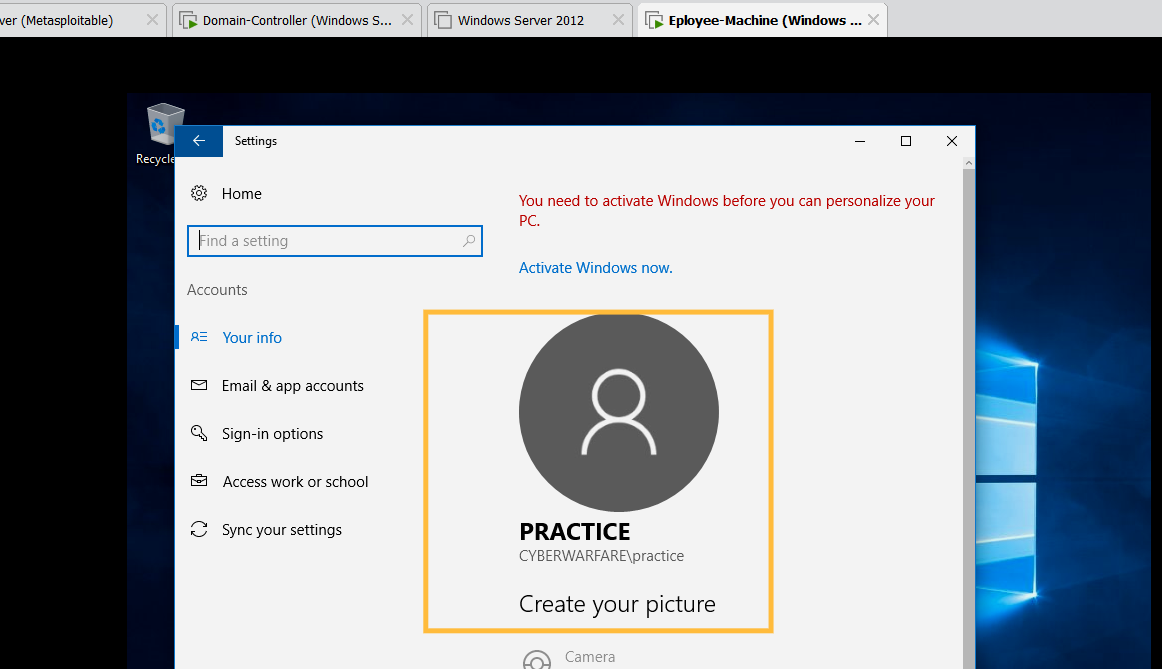 ver (Metasploitable)
Domain-Controller (Windows S...
Windows Server 2012
Eployee-Machine (Windows ...
Recycle
Settings
Home
Find a setting
Accounts
Your info
Email & app accounts
Sign-in options
Access work or school
Sync your settings
You need to activate Windows before you can personalize your
PC.
Activate Windows now.
PRACTICE
CYBERWARFARE\practice
Create your picture
Camera